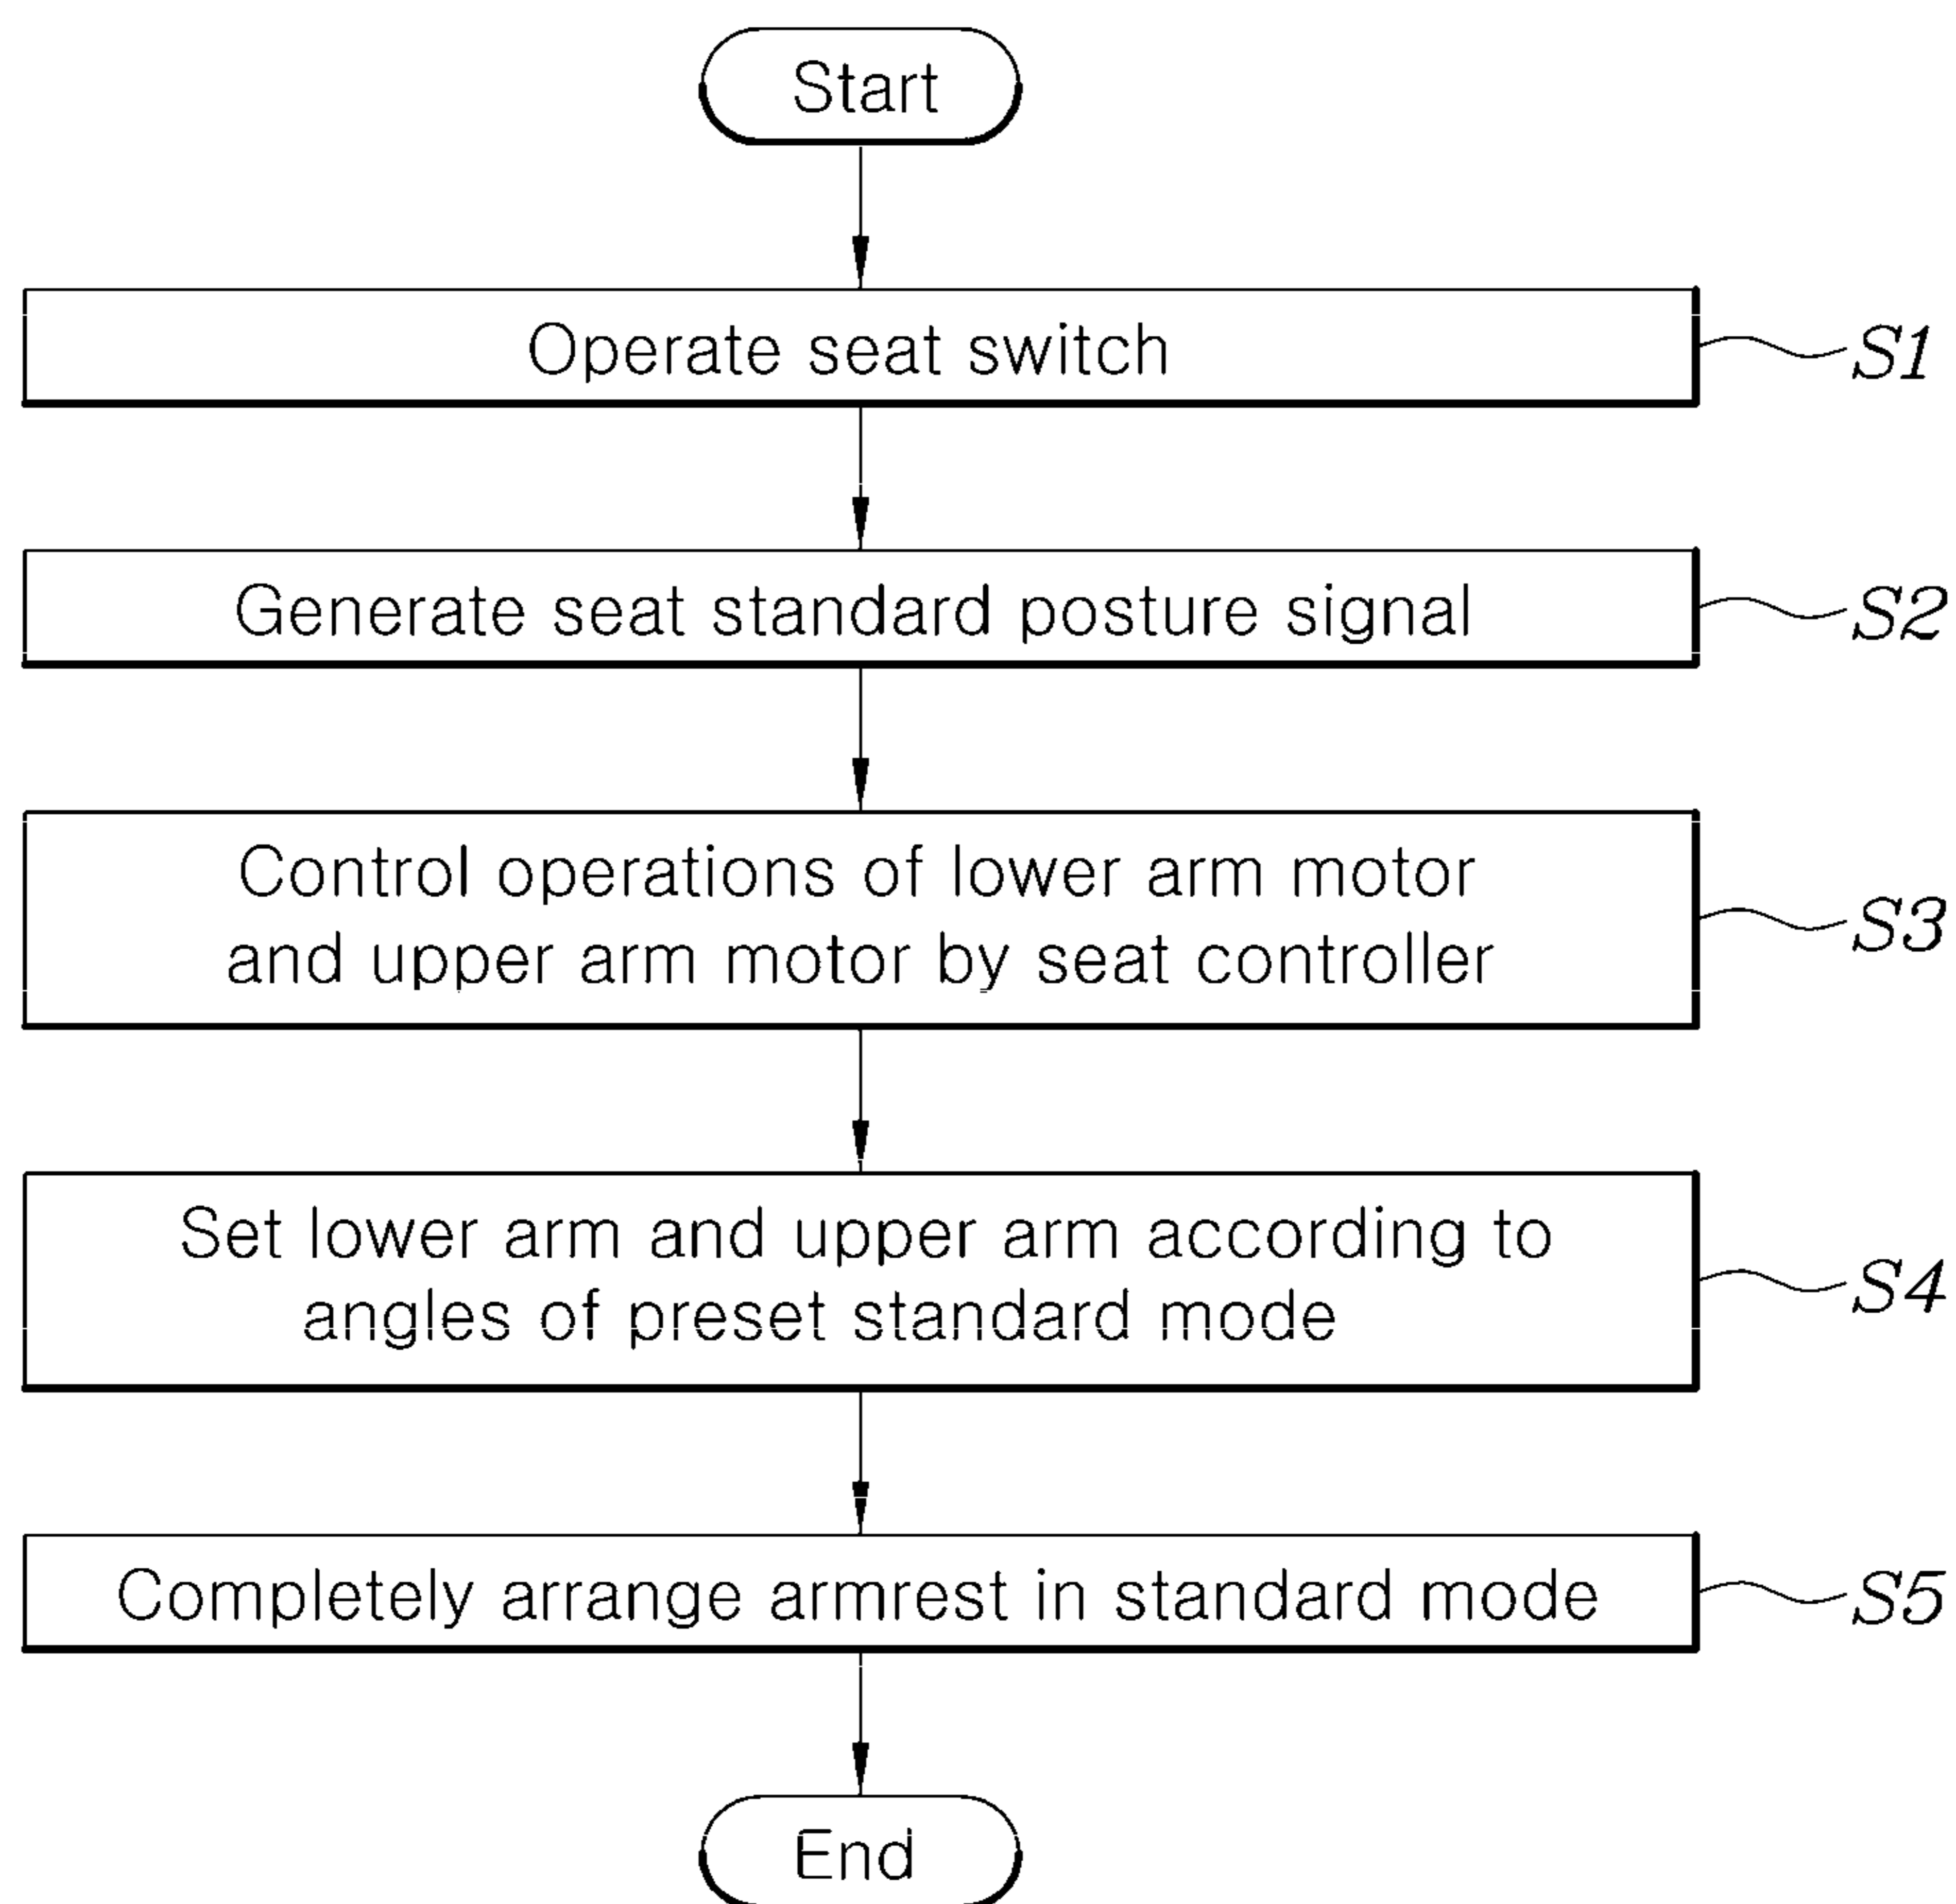 Start
Operate seat switch
S1
Generate seat standard posture signal
S2
Control operations of lower arm motor
and upper arm motor by seat controller
S3
Set lower arm and upper arm according to
angles of preset standard mode
S4
Completely arrange armrest in standard mode
S5
End